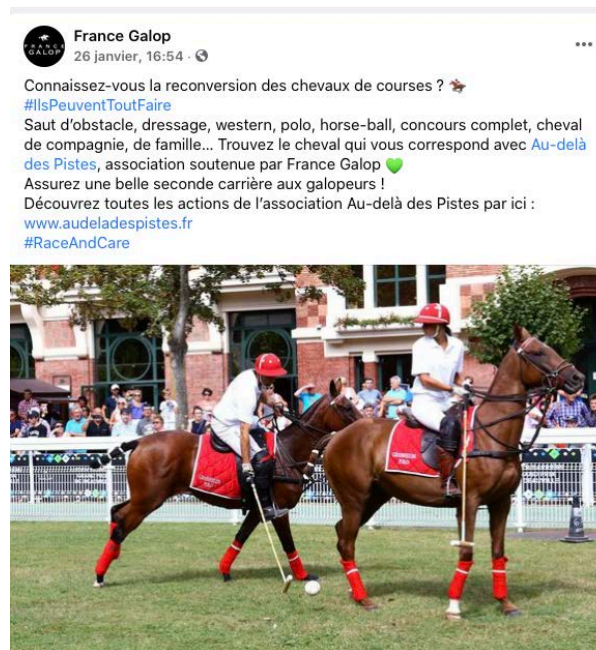 FRANCE
GALOP
France Galop
26 janvier, 16:54 ·
Connaissez-vous la reconversion des chevaux de courses ? 🏇
#IlsPeuventToutFaire
Saut d’obstacle, dressage, western, polo, horse-ball, concours complet, cheval
de compagnie, de famille... Trouvez le cheval qui vous correspond avec Au-delà
des Pistes, association soutenue par France Galop 💚
Assurez une belle seconde carrière aux galopeurs !
Découvrez toutes les actions de l’association Au-delà des Pistes par ici :
www.audeladespistes.fr
#RaceAndCare